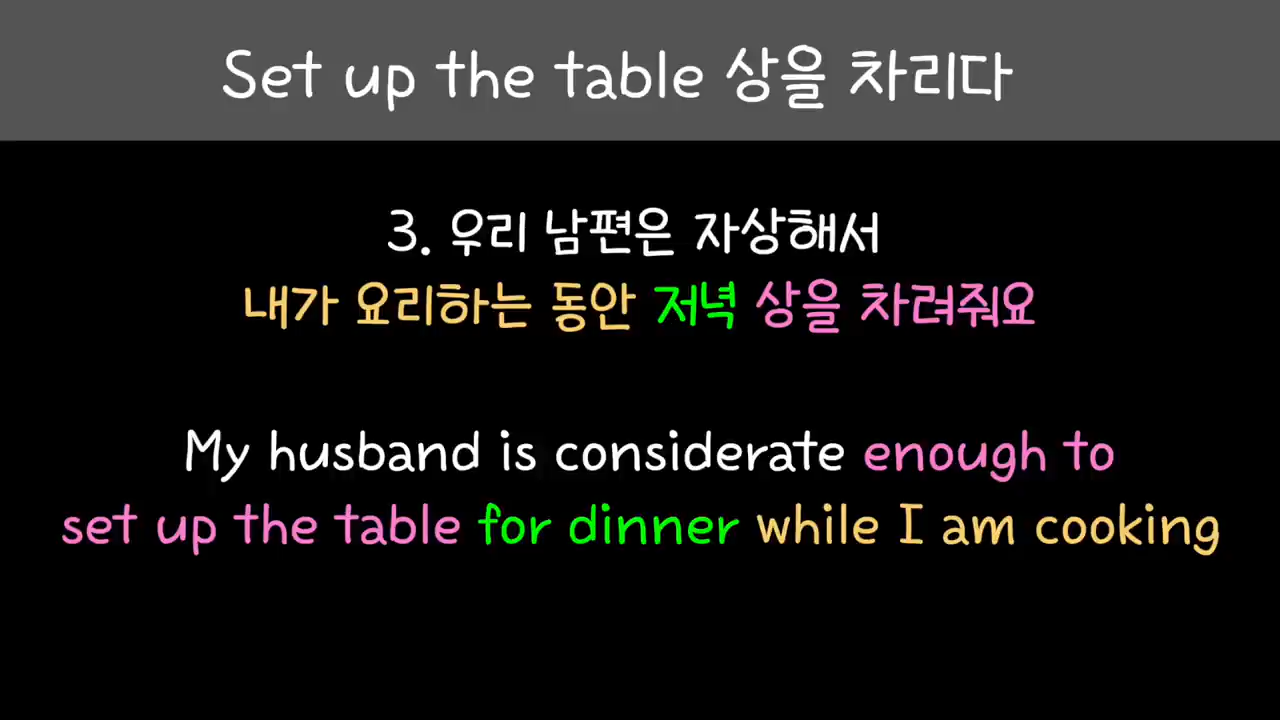 Set up the table 상을 차리다
3. 우리 남편은 자상해서
내가 요리하는 동안 저녁 상을 차려줘요
My husband is considerate enough to
set up the table for dinner while I am cooking